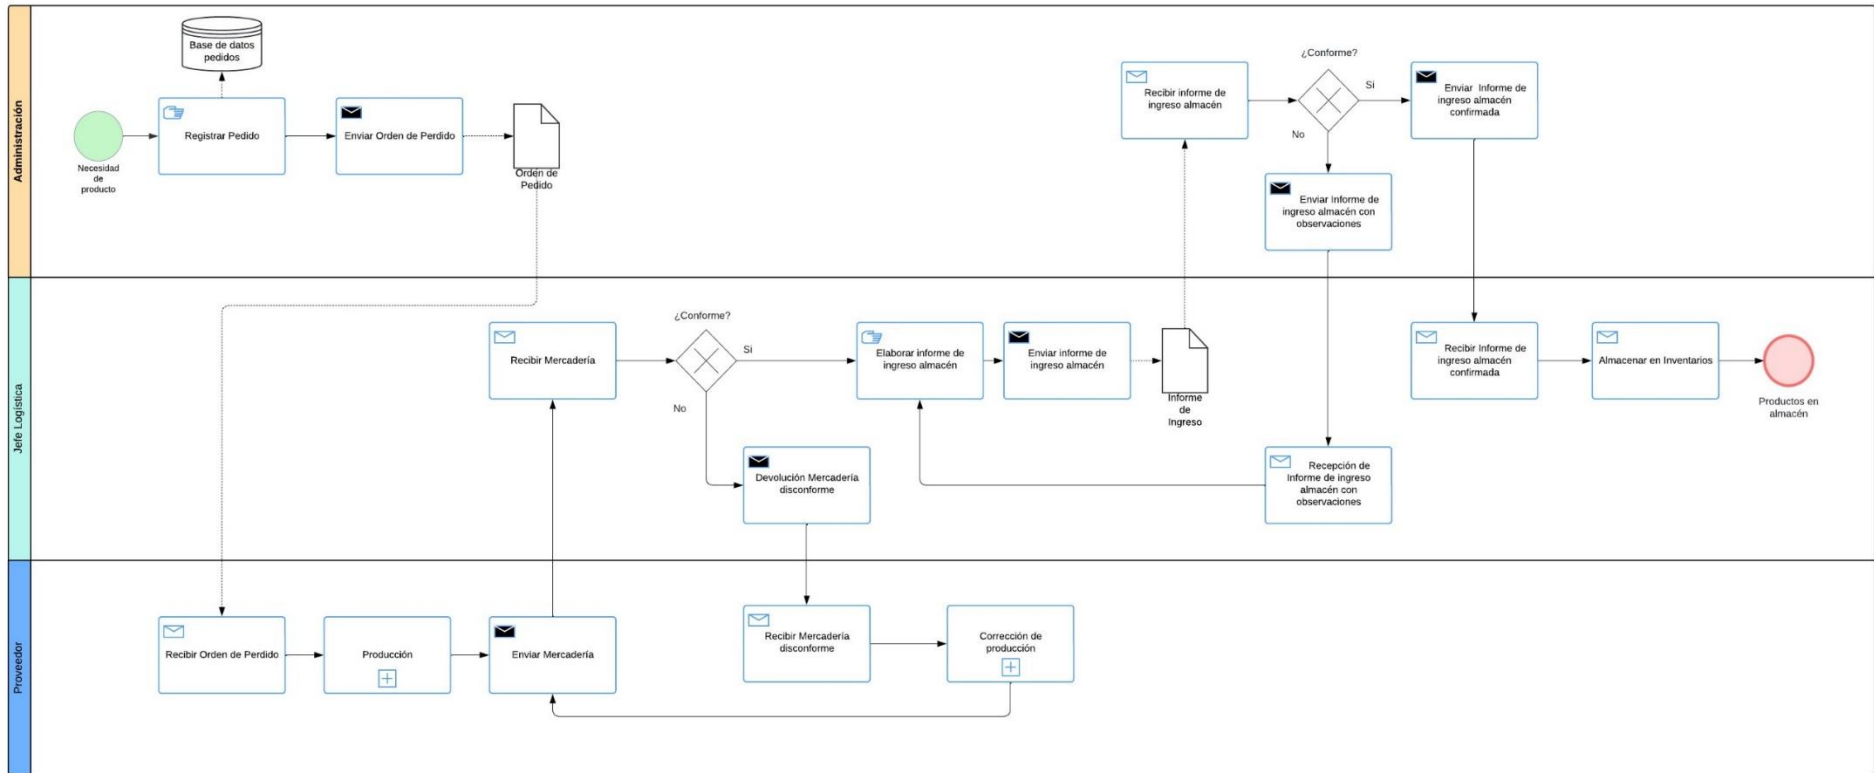 Administración
Base de datos
pedidos
Necesidad
de
producto
Registrar Pedido
Enviar Orden de Perdido
Orden de
Pedido
Recibir informe de
ingreso almacén
¿Conforme?
Si
No
Enviar Informe de
ingreso almacén
confirmada
Enviar Informe de
ingreso almacén con
observaciones
Jefe Logística
Recibir Mercadería
¿Conforme?
Si
No
Elaborar informe de
ingreso almacén
Enviar informe de
ingreso almacén
Informe
de
Ingreso
Recibir Informe de
ingreso almacén
confirmada
Almacenar en Inventarios
Productos en
almacén
Devolución Mercadería
disconforme
Recepción de
Informe de ingreso
almacén con
observaciones
Proveedor
Recibir Orden de Perdido
Producción
Enviar Mercadería
Recibir Mercadería
disconforme
Corrección de
producción